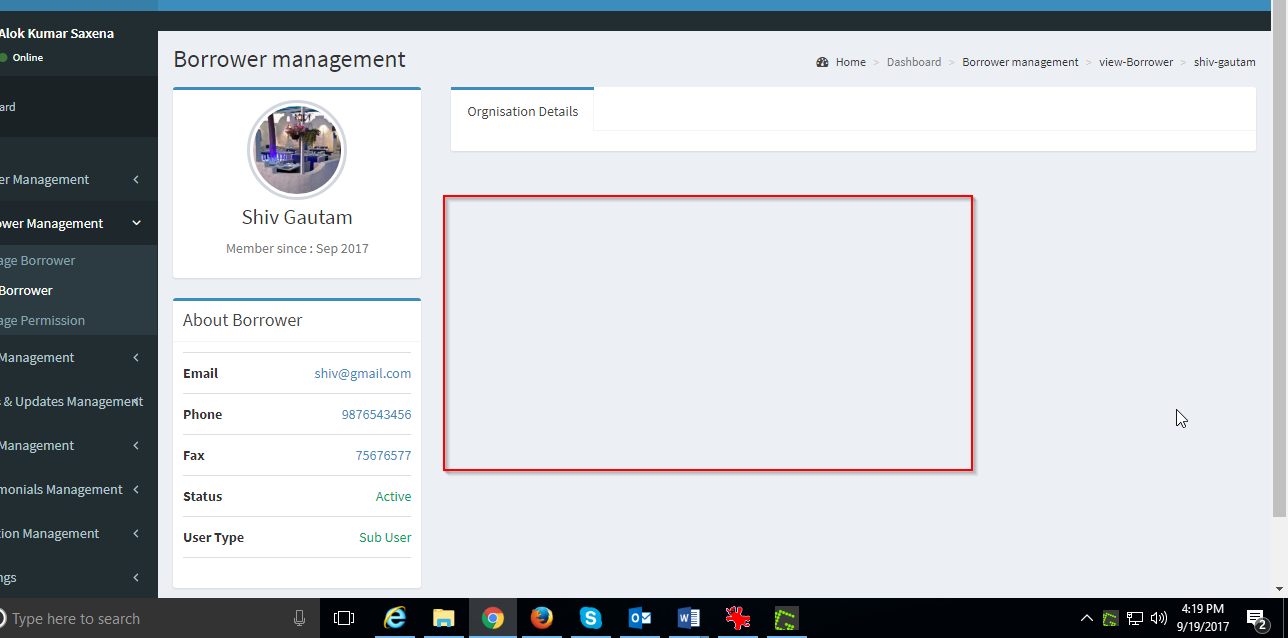 Alok Kumar Saxena
Online
ard
er Management
ower Management
age Borrower
Borrower
age Permission
Management
s & Updates Management
Management
monials Management
tion Management
ngs
Borrower management
Home > Dashboard > Borrower management > view-Borrower > shiv-gautam
Shiv Gautam
Member since : Sep 2017
About Borrower
Email shiv@gmail.com
Phone 9876543456
Fax 75676577
Status Active
User Type Sub User
Orgnisation Details
Type here to search
4:19 PM
9/19/2017
2